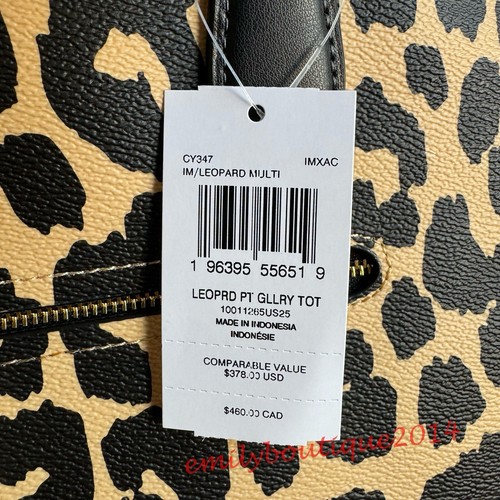 CY347 IMXAC
IM/LEOPARD MULTI
1 96395 55651 9
LEOPRD PT GLLRY TOT
10011265US25
MADE IN INDONESIA
INDONÉSIE
COMPARABLE VALUE
$378.00 USD
$460.00 CAD
emilyboutique2014